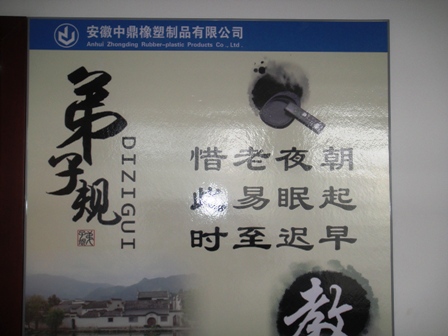 安徽中鼎橡塑制品有限公司
Anhui Zhongding Rubber-plastic Products Co., Ltd.
弟子规
DIZIGUI
朝起早
夜眠迟
老易至
惜此时
教